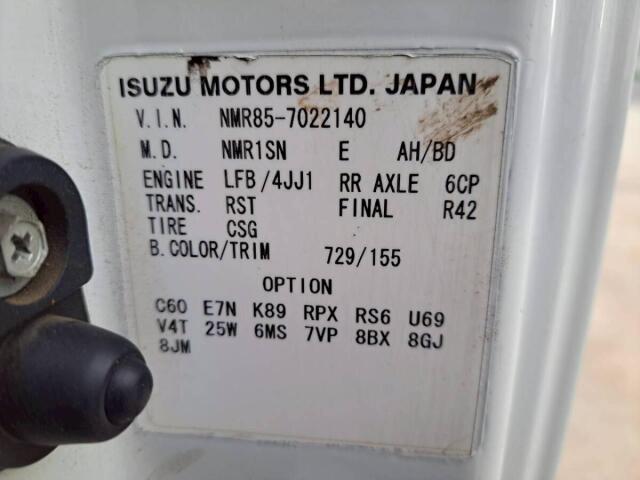 ISUZU MOTORS LTD. JAPAN
V.I.N. NMR85-7022140
M.D. NMR1SN E AH/BD
ENGINE LFB/4JJ1 RR AXLE 6CP
TRANS. RST FINAL R42
TIRE CSG
B.COLOR/TRIM 729/155
OPTION
C60 E7N K89 RPX RS6 U69
V4T 25W 6MS 7VP 8BX 8GJ
8JM